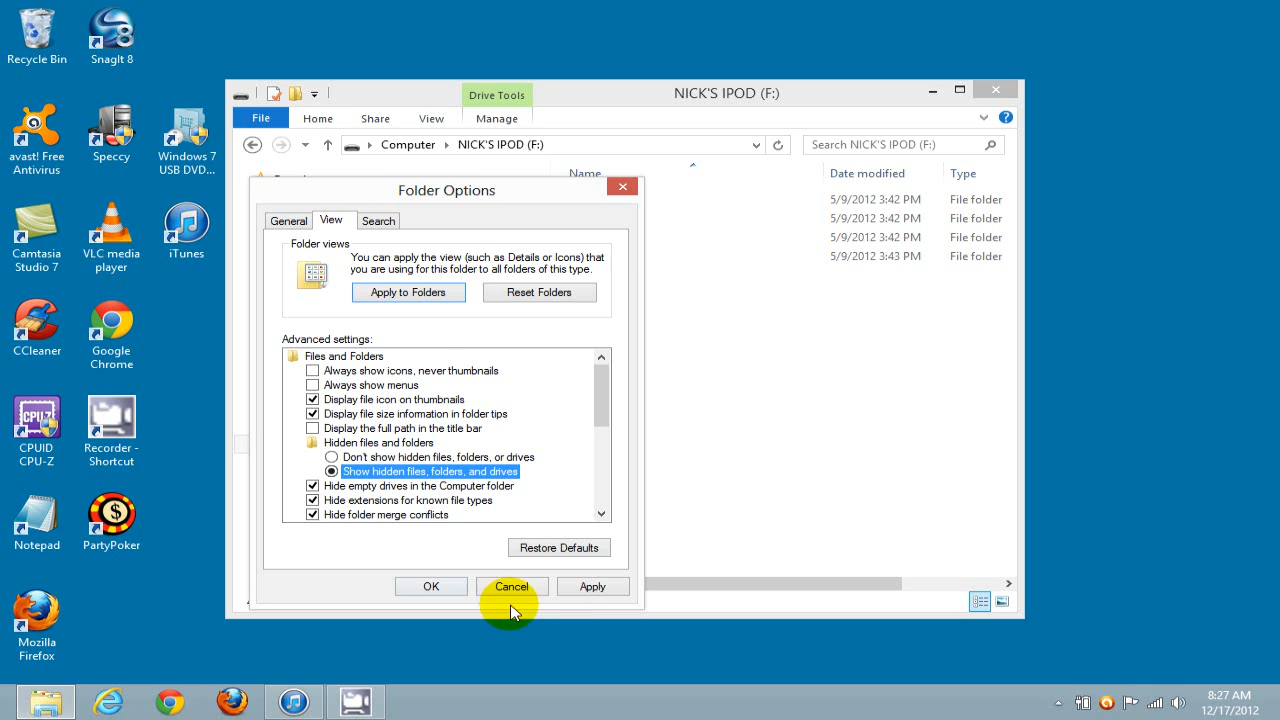 Recycle Bin
SnagIt 8
avast! Free
Antivirus
Speccy
Windows 7
USB DVD...
Camtasia
Studio 7
VLC media
player
iTunes
CCleaner
Google
Chrome
CPU-Z
CPUID
CPU-Z
Recorder -
Shortcut
Notepad
PartyPoker
Mozilla
Firefox
Drive Tools
NICK'S IPOD (F:)
File
Home
Share
View
Manage
Computer
NICK'S IPOD (F:)
Search NICK'S IPOD (F:)
Name
Date modified
Type
5/9/2012 3:42 PM
File folder
5/9/2012 3:42 PM
File folder
5/9/2012 3:42 PM
File folder
5/9/2012 3:43 PM
File folder
Folder Options
General
View
Search
Folder views
You can apply the view (such as Details or Icons) that
you are using for this folder to all folders of this type.
Apply to Folders
Reset Folders
Advanced settings:
Files and Folders
Always show icons, never thumbnails
Always show menus
Display file icon on thumbnails
Display file size information in folder tips
Display the full path in the title bar
Hidden files and folders
Don't show hidden files, folders, or drives
Show hidden files, folders, and drives
Hide empty drives in the Computer folder
Hide extensions for known file types
Hide folder merge conflicts
Restore Defaults
OK
Cancel
Apply
8:27 AM
12/17/2012